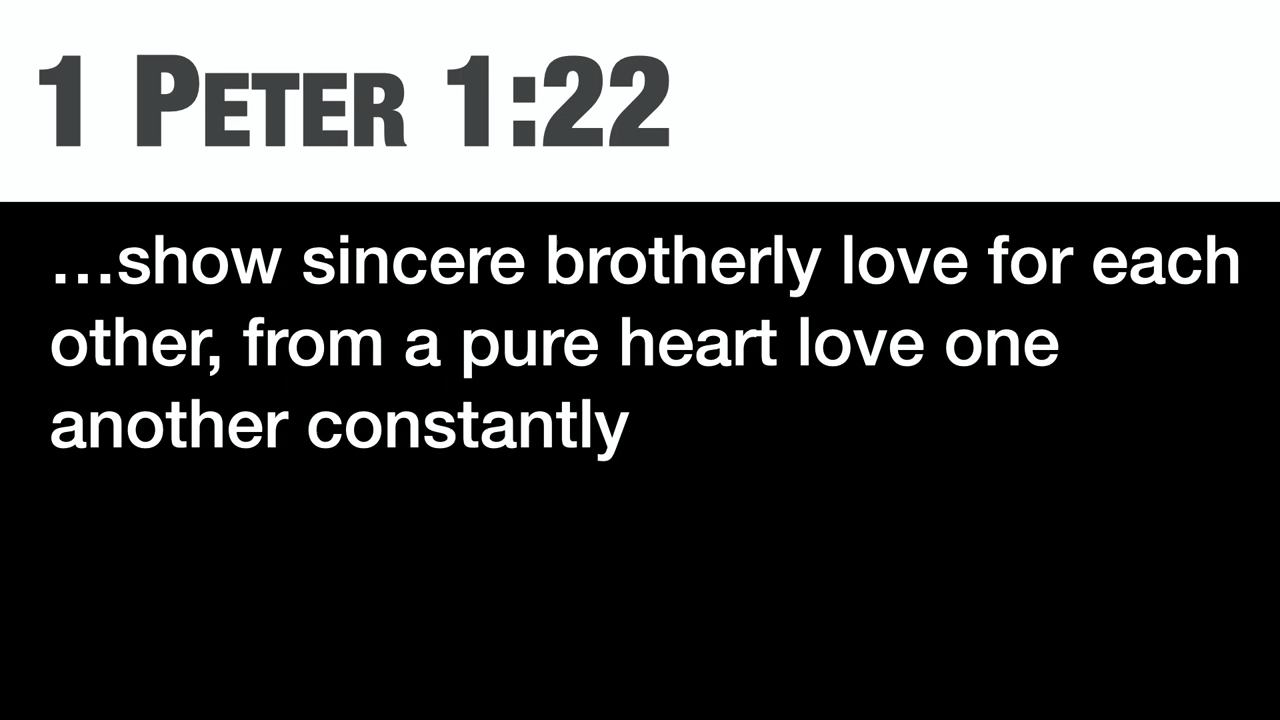 1 Peter 1:22
…show sincere brotherly love for each
other, from a pure heart love one
another constantly